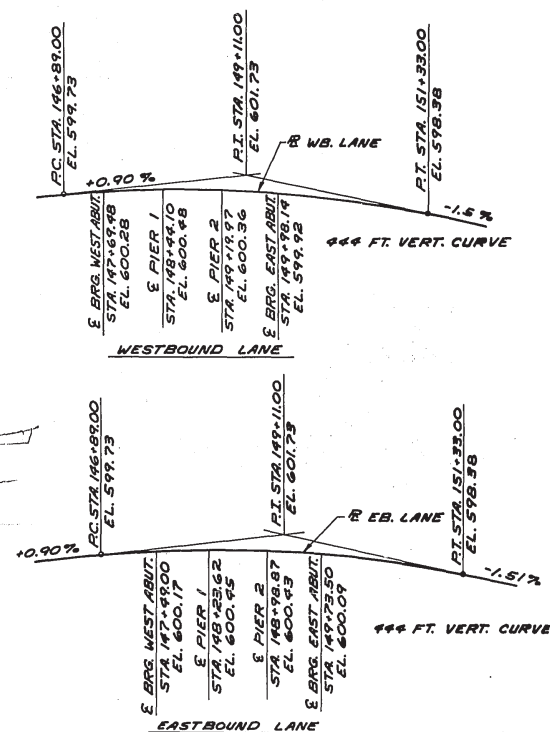 P.C. STA. 146+89.00
EL. 599.73
P.I. STA. 149+11.00
EL. 601.73
P.T. STA. 151+33.00
EL. 598.38
+0.90 %
℄ WB. LANE
-1.5 %
444 FT. VERT. CURVE
℄ BRG. WEST ABUT.
STA. 147+69.48
EL. 600.28
℄ PIER 1
STA. 148+44.10
EL. 600.48
℄ PIER 2
STA. 149+19.97
EL. 600.36
℄ BRG. EAST ABUT.
STA. 149+98.14
EL. 599.92
WESTBOUND LANE
P.C. STA. 146+89.00
EL. 599.73
P.I. STA. 149+11.00
EL. 601.73
P.T. STA. 151+33.00
EL. 598.38
+0.90 %
EB. LANE
-1.51 %
444 FT. VERT. CURVE
℄ BRG. WEST ABUT.
STA. 147+49.00
EL. 600.17
℄ PIER 1
STA. 148+23.62
EL. 600.45
℄ PIER 2
STA. 148+98.87
EL. 600.43
℄ BRG. EAST ABUT.
STA. 149+73.50
EL. 600.09
EASTBOUND LANE